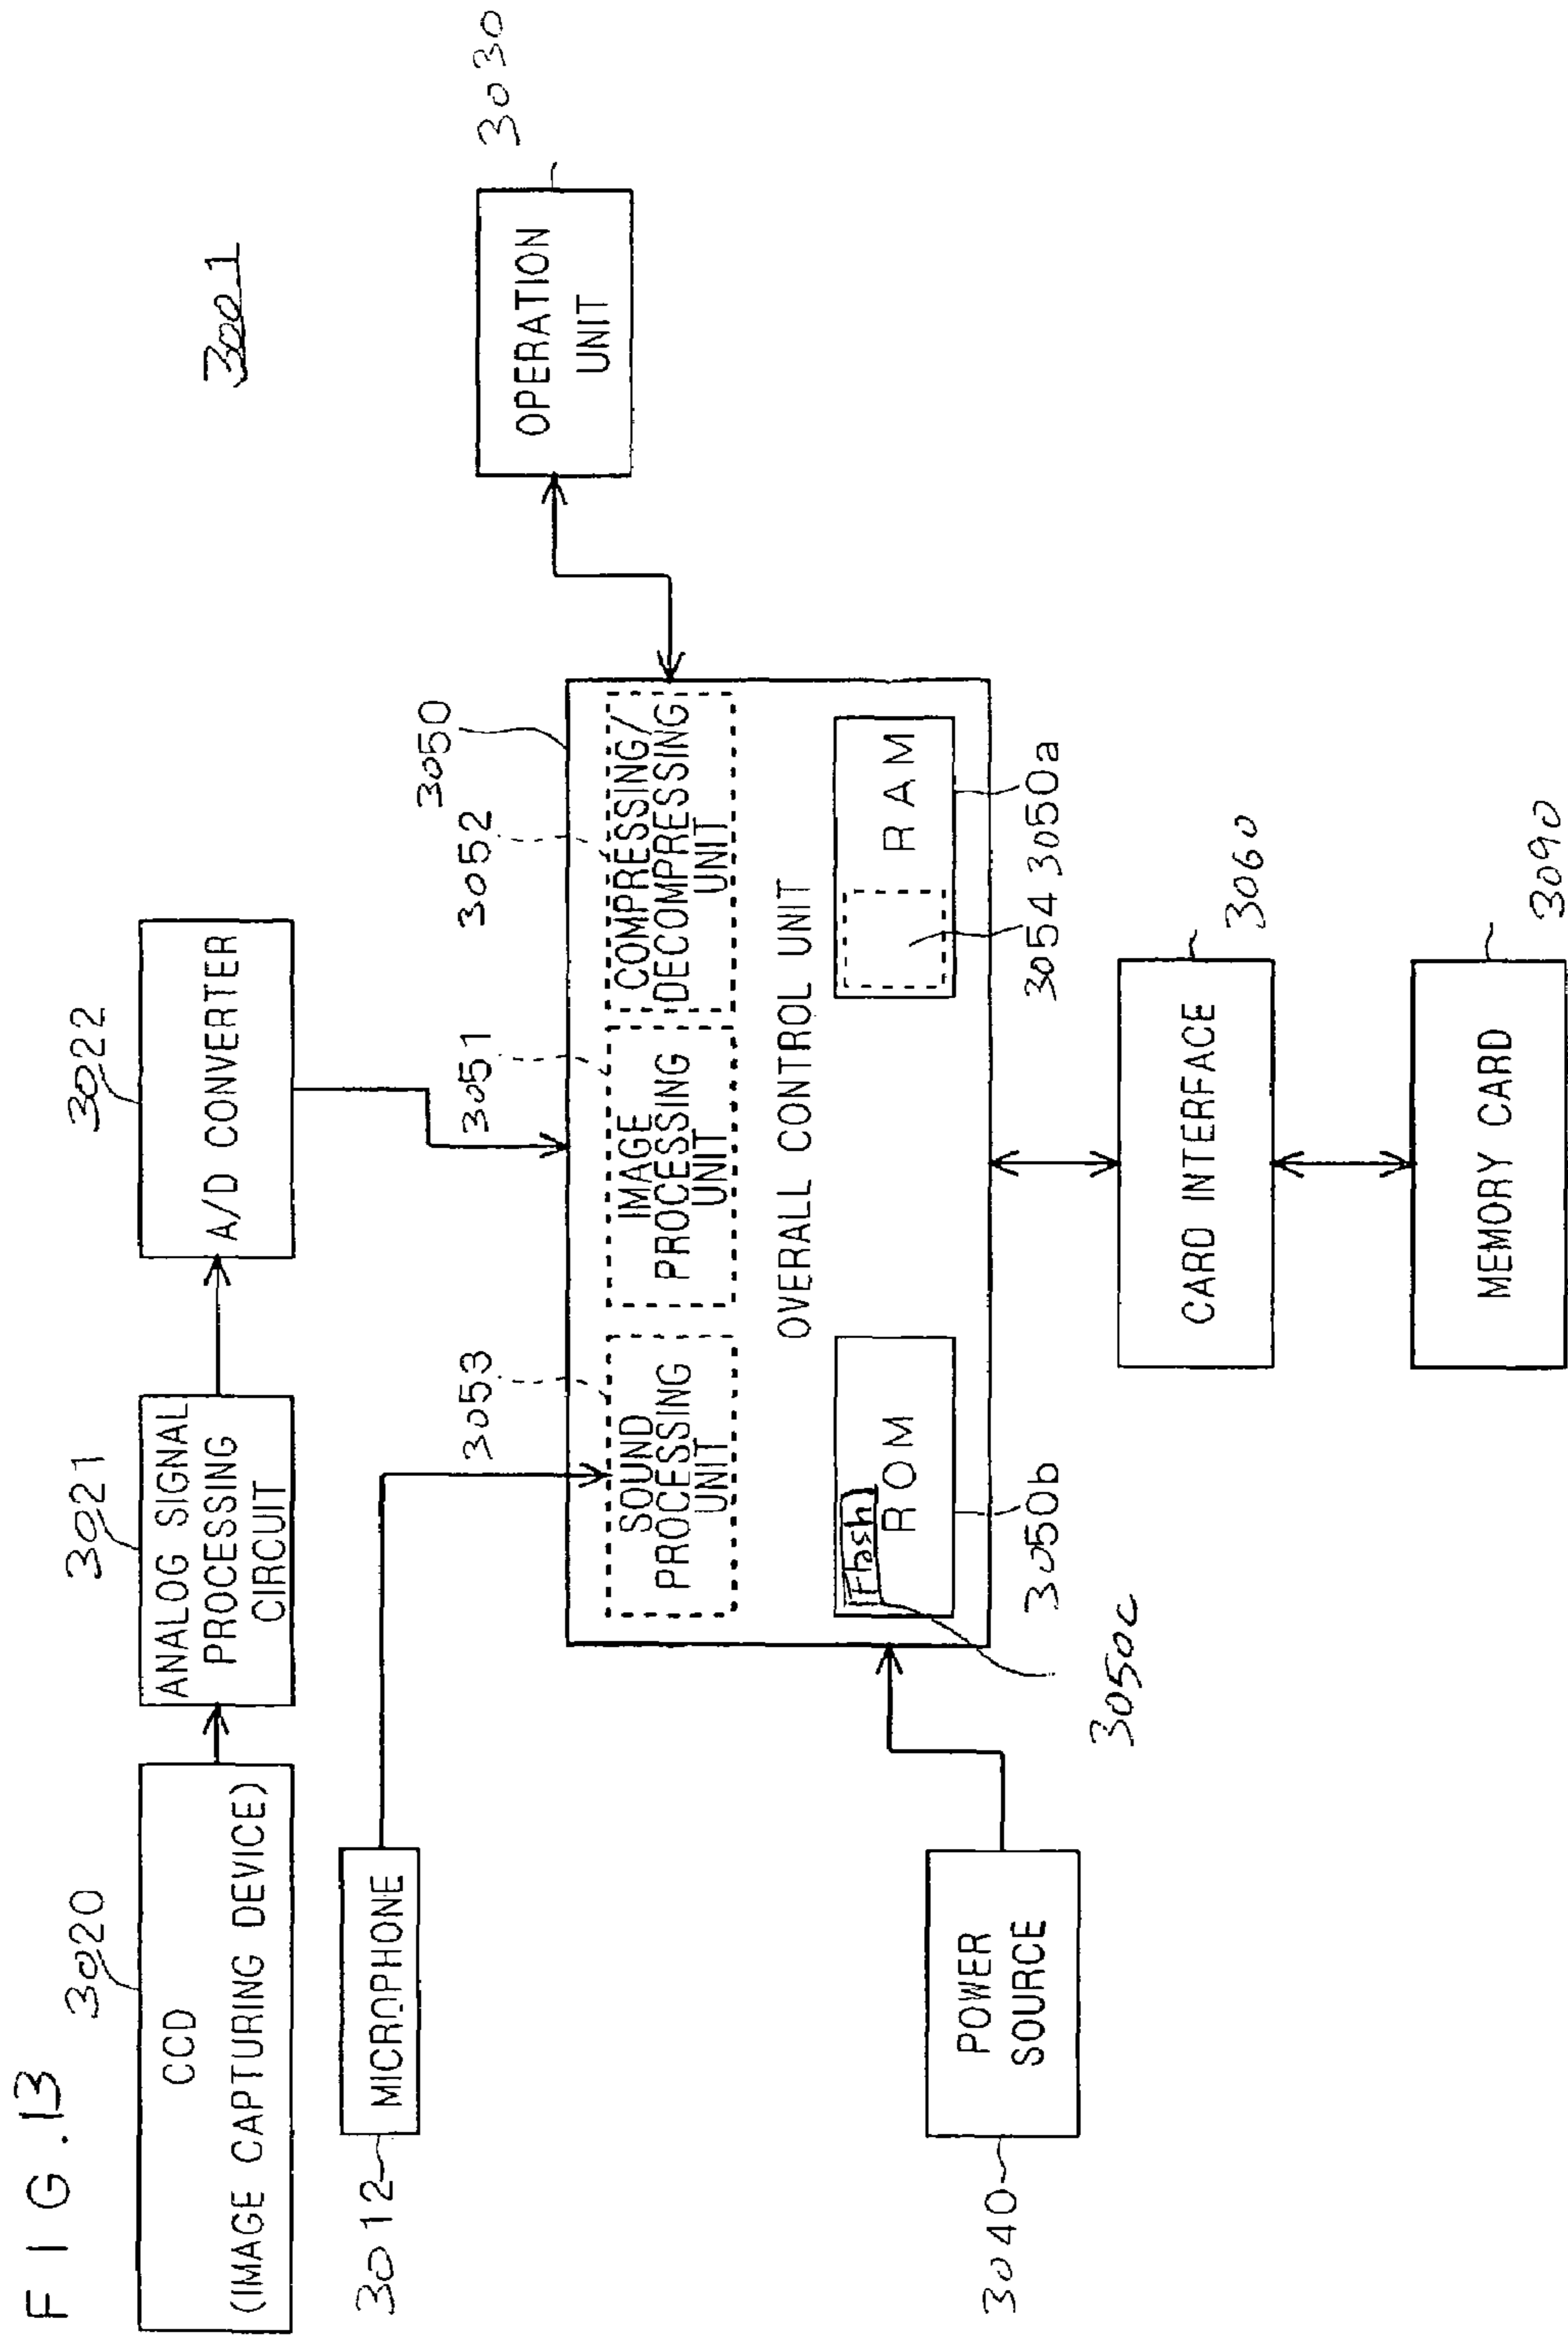 FIG.13
3001
3020
CCD
(IMAGE CAPTURING DEVICE)
3021
ANALOG SIGNAL
PROCESSING
CIRCUIT
3022
A/D CONVERTER
3012
MICROPHONE
3030
OPERATION
UNIT
3050
3053
SOUND
PROCESSING
UNIT
3051
IMAGE
PROCESSING
UNIT
3052
COMPRESSING/
DECOMPRESSING
UNIT
OVERALL CONTROL UNIT
Flash
ROM
3050b
3050c
RAM
3054
3050a
3040
POWER
SOURCE
CARD INTERFACE
3060
MEMORY CARD
3090